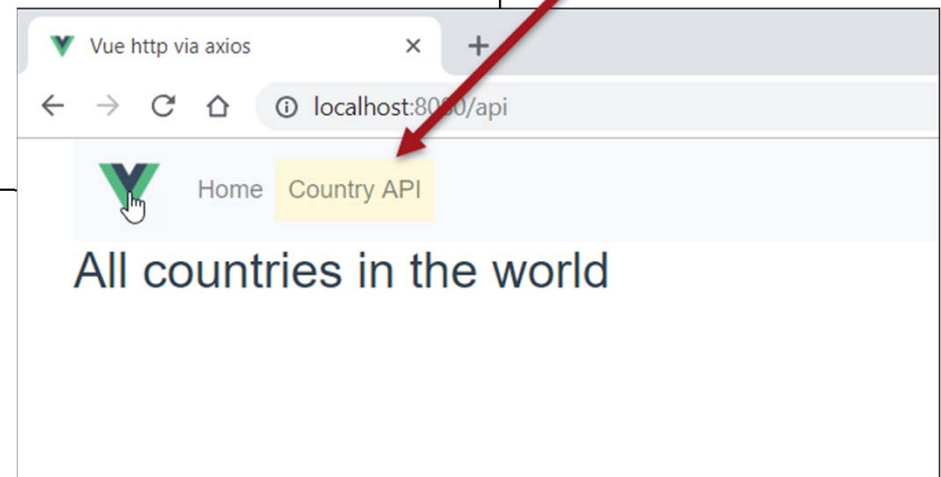 Vue http via axios
localhost:8080/api
Home Country API
All countries in the world